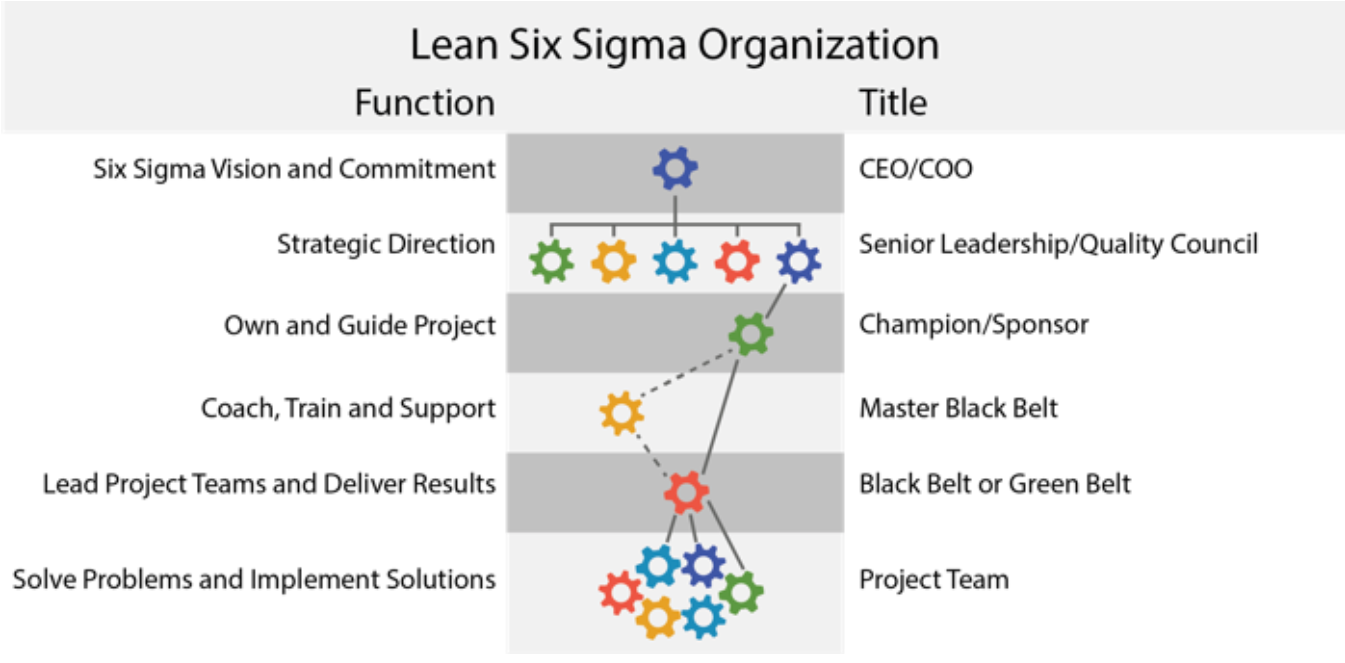 Lean Six Sigma Organization
Function Title
Six Sigma Vision and Commitment CEO/COO
Strategic Direction Senior Leadership/Quality Council
Own and Guide Project Champion/Sponsor
Coach, Train and Support Master Black Belt
Lead Project Teams and Deliver Results Black Belt or Green Belt
Solve Problems and Implement Solutions Project Team